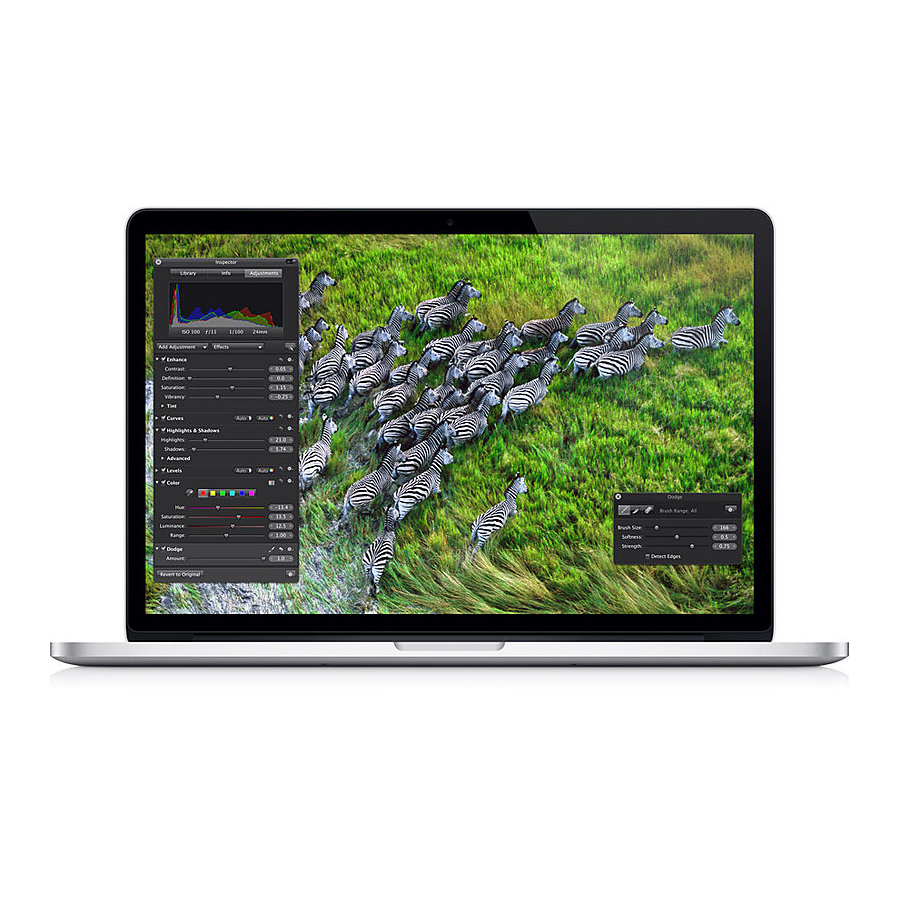 Inspector
Library Info Adjustments
ISO 100 ƒ/11 1/100 24mm
Add Adjustment Effects
Enhance
Contrast: 0.05
Definition: 0.0
Saturation: 1.15
Vibrancy: -0.25
Tint
Curves Auto Auto
Highlights & Shadows
Highlights: 21.0
Shadows: 5.74
Advanced
Levels Auto Auto
Color
Hue: -13.4
Saturation: 33.5
Luminance: 12.5
Range: 1.00
Dodge
Amount: 1.0
Revert to Original
Dodge
Brush Range: All
Brush Size: 166
Softness: 0.5
Strength: 0.75
Detect Edges